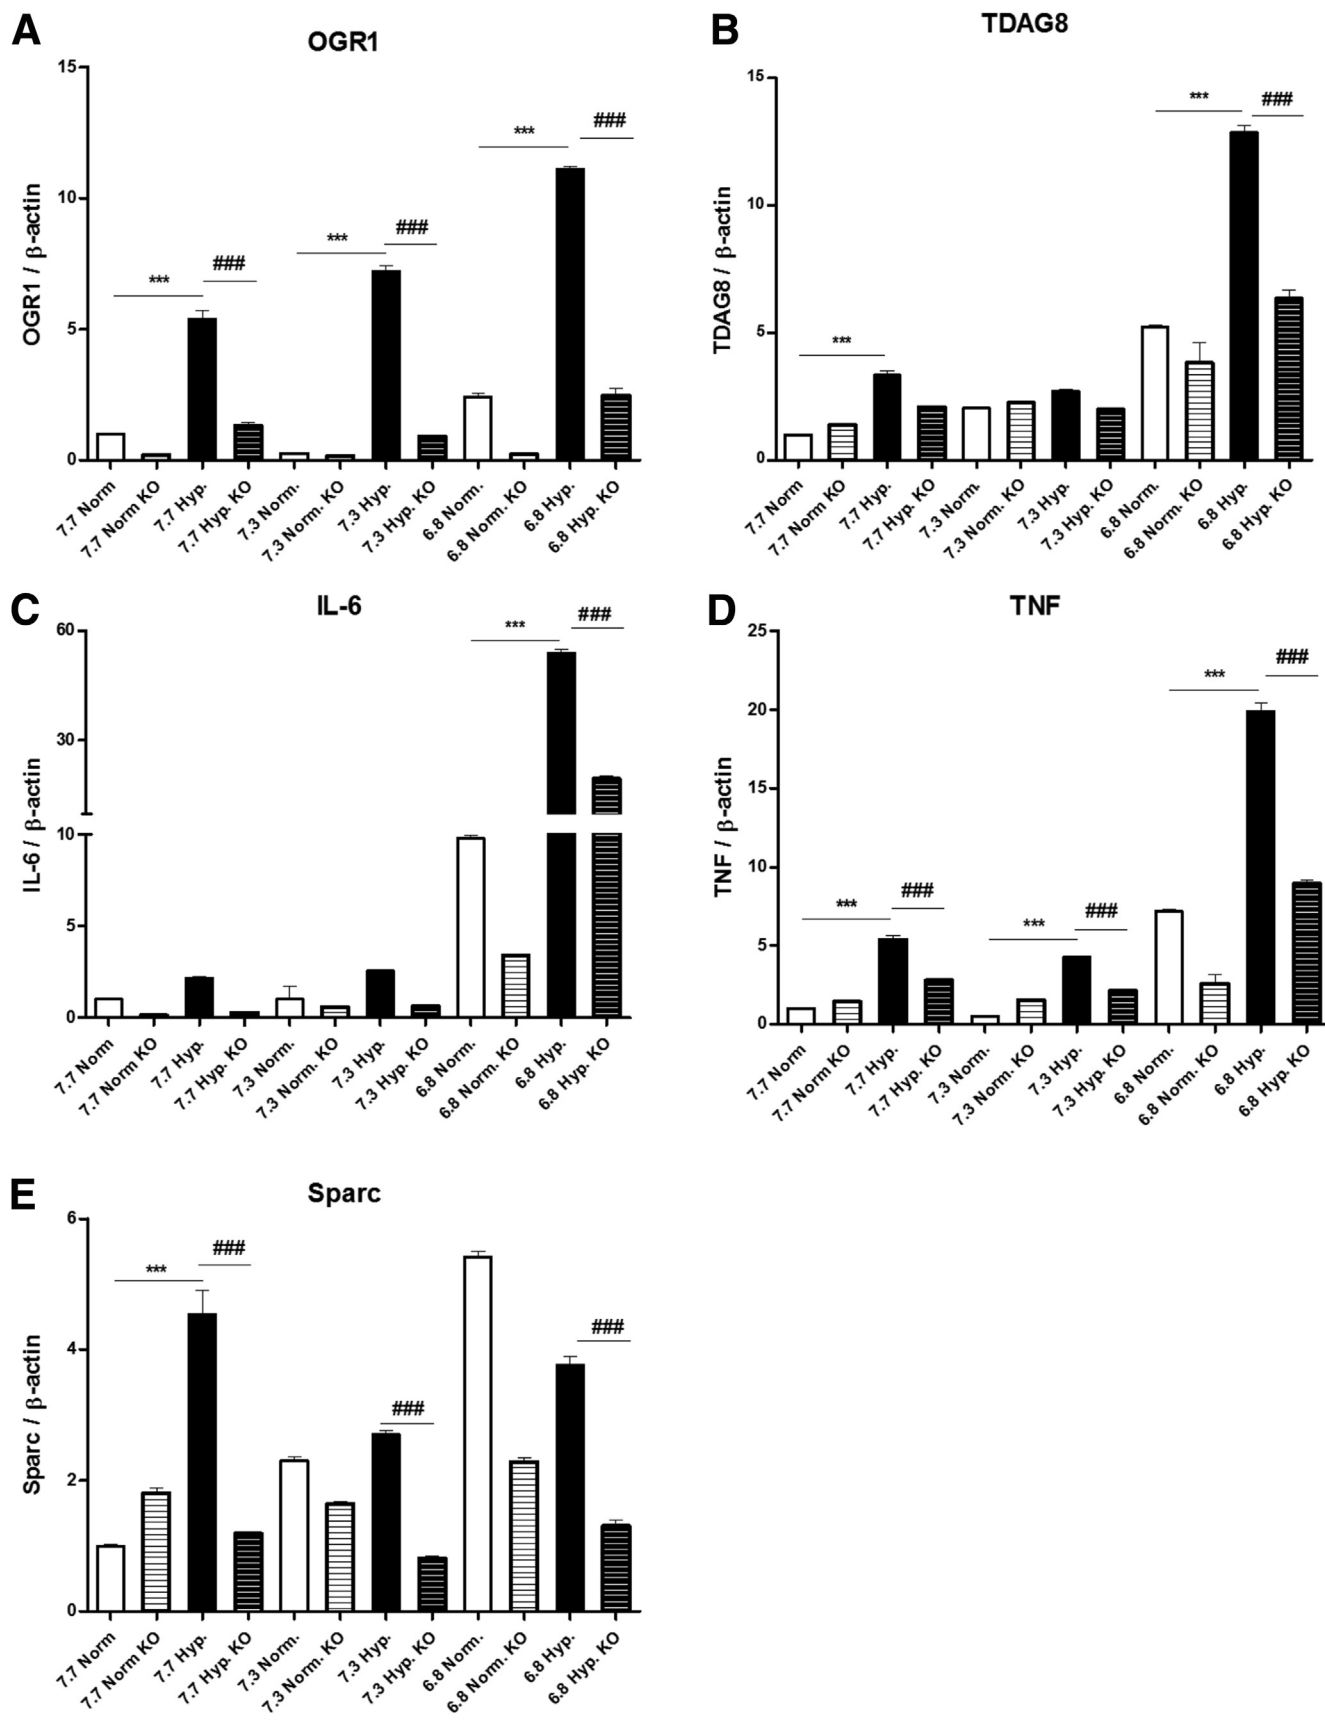 A
OGR1
15
10
5
0
OGR1 / β-actin
***
###
***
###
***
###
7.7 Norm
7.7 Norm KO
7.7 Hyp.
7.7 Hyp. KO
7.3 Norm.
7.3 Norm. KO
7.3 Hyp.
7.3 Hyp. KO
6.8 Norm.
6.8 Norm. KO
6.8 Hyp.
6.8 Hyp. KO
B
TDAG8
15
10
5
0
TDAG8 / β-actin
***
***
###
7.7 Norm
7.7 Norm KO
7.7 Hyp.
7.7 Hyp. KO
7.3 Norm.
7.3 Norm. KO
7.3 Hyp.
7.3 Hyp. KO
6.8 Norm.
6.8 Norm. KO
6.8 Hyp.
6.8 Hyp. KO
C
IL-6
60
30
10
5
0
IL-6 / β-actin
***
###
7.7 Norm
7.7 Norm KO
7.7 Hyp.
7.7 Hyp. KO
7.3 Norm.
7.3 Norm. KO
7.3 Hyp.
7.3 Hyp. KO
6.8 Norm.
6.8 Norm. KO
6.8 Hyp.
6.8 Hyp. KO
D
TNF
25
20
15
10
5
0
TNF / β-actin
***
###
***
###
***
###
7.7 Norm
7.7 Norm KO
7.7 Hyp.
7.7 Hyp. KO
7.3 Norm.
7.3 Norm. KO
7.3 Hyp.
7.3 Hyp. KO
6.8 Norm.
6.8 Norm. KO
6.8 Hyp.
6.8 Hyp. KO
E
Sparc
6
4
2
0
Sparc / β-actin
***
###
###
###
7.7 Norm
7.7 Norm KO
7.7 Hyp.
7.7 Hyp. KO
7.3 Norm.
7.3 Norm. KO
7.3 Hyp.
7.3 Hyp. KO
6.8 Norm.
6.8 Norm. KO
6.8 Hyp.
6.8 Hyp. KO